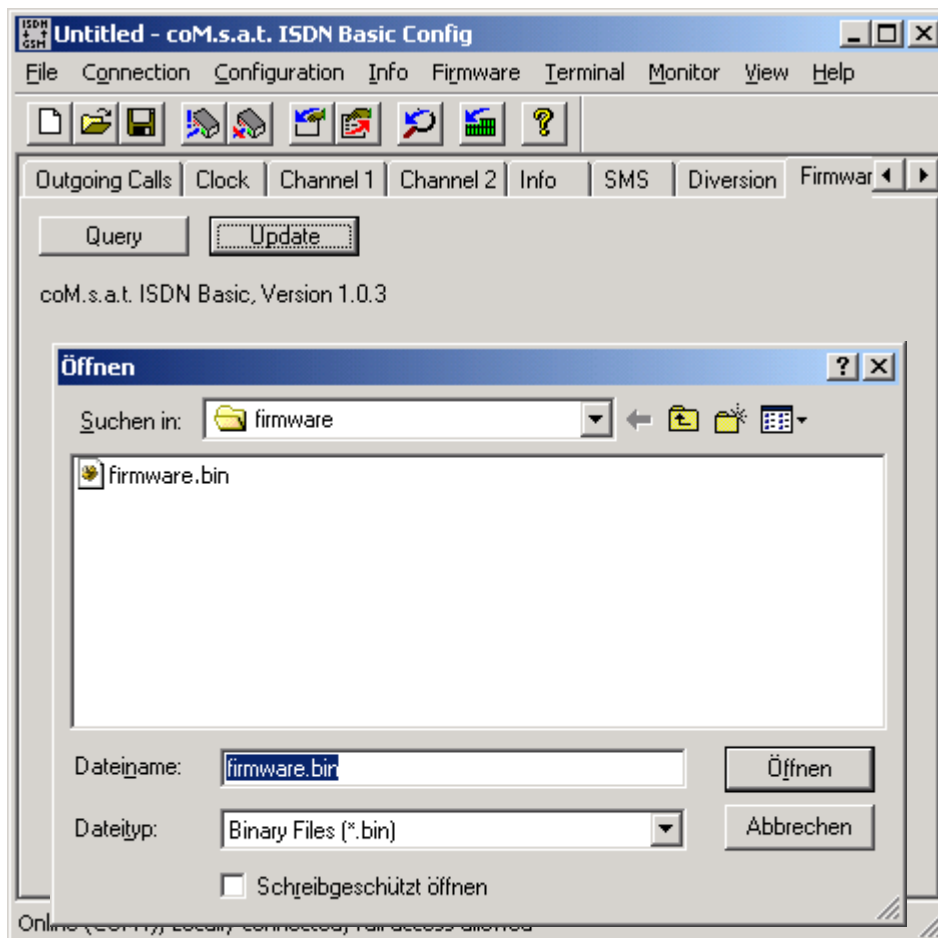 ISDN
GSM
Untitled - coM.s.a.t. ISDN Basic Config
File Connection Configuration Info Firmware Terminal Monitor View Help
Outgoing Calls Clock Channel 1 Channel 2 Info SMS Diversion Firmwar
Query Update
coM.s.a.t. ISDN Basic, Version 1.0.3
Öffnen
Suchen in: firmware
firmware.bin
Dateiname: firmware.bin Öffnen
Dateityp: Binary Files (*.bin) Abbrechen
Schreibgeschützt öffnen